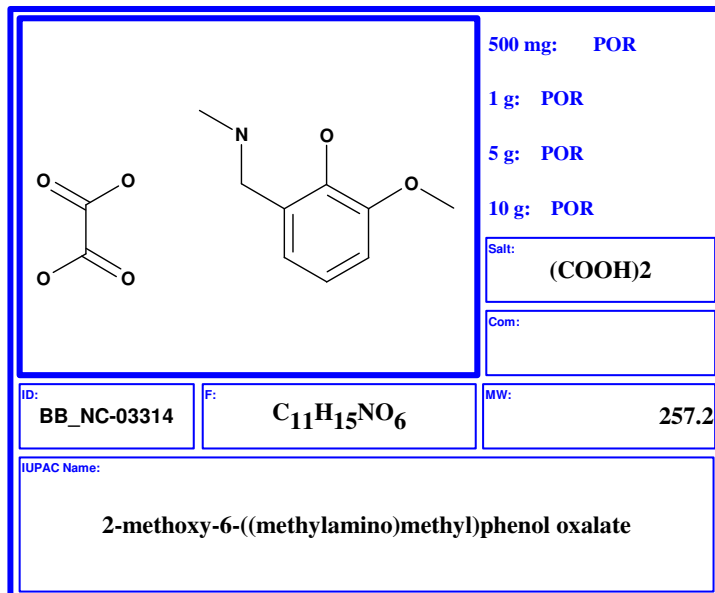 500 mg: POR
1 g: POR
5 g: POR
10 g: POR
N
O
O
O
O
O
O
Salt:
(COOH)2
Com:
ID:
BB_NC-03314
F:
C11H15NO6
MW:
257.2
IUPAC Name:
2-methoxy-6-((methylamino)methyl)phenol oxalate